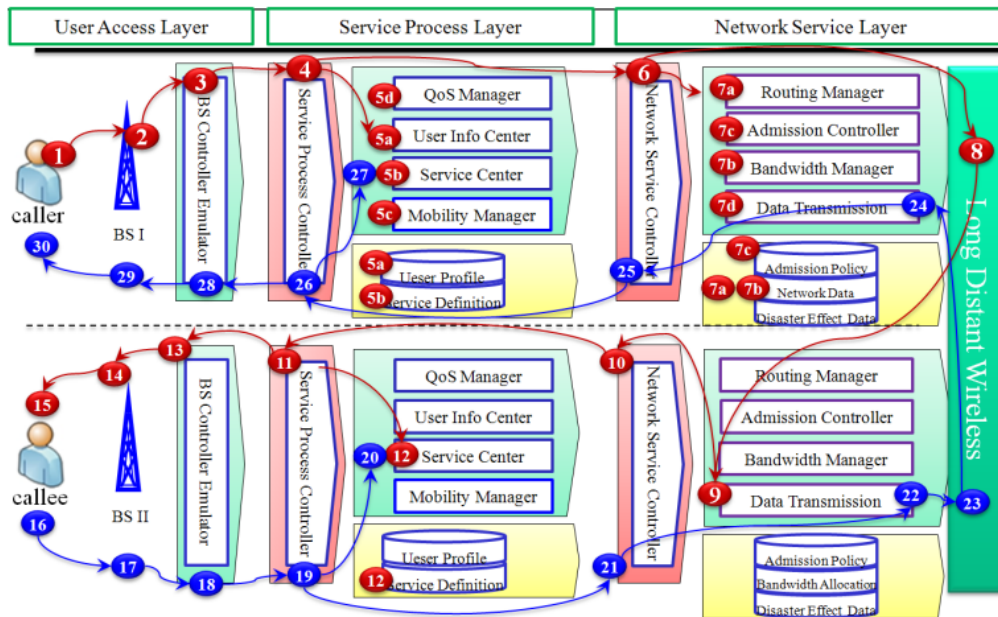 User Access Layer
Service Process Layer
Network Service Layer
1
2
3
4
6
8
caller
BS I
BS Controller Emulator
Service Process Controller
5d
QoS Manager
5a
User Info Center
27
5b
Service Center
5c
Mobility Manager
5a
Ueser Profile
5b
Service Definition
Network Service Controller
7a
Routing Manager
7c
Admission Controller
7b
Bandwidth Manager
7d
Data Transmission
24
7c
Admission Policy
7a
7b
Network Data
Disaster Effect Data
30
29
28
26
25
Long Distant Wireless
15
14
13
11
10
callee
BS II
BS Controller Emulator
Service Process Controller
QoS Manager
User Info Center
20
12
Service Center
Mobility Manager
Ueser Profile
12
Service Definition
Network Service Controller
Routing Manager
Admission Controller
Bandwidth Manager
9
Data Transmission
22
23
Admission Policy
Bandwidth Allocation
Disaster Effect Data
16
17
18
19
21